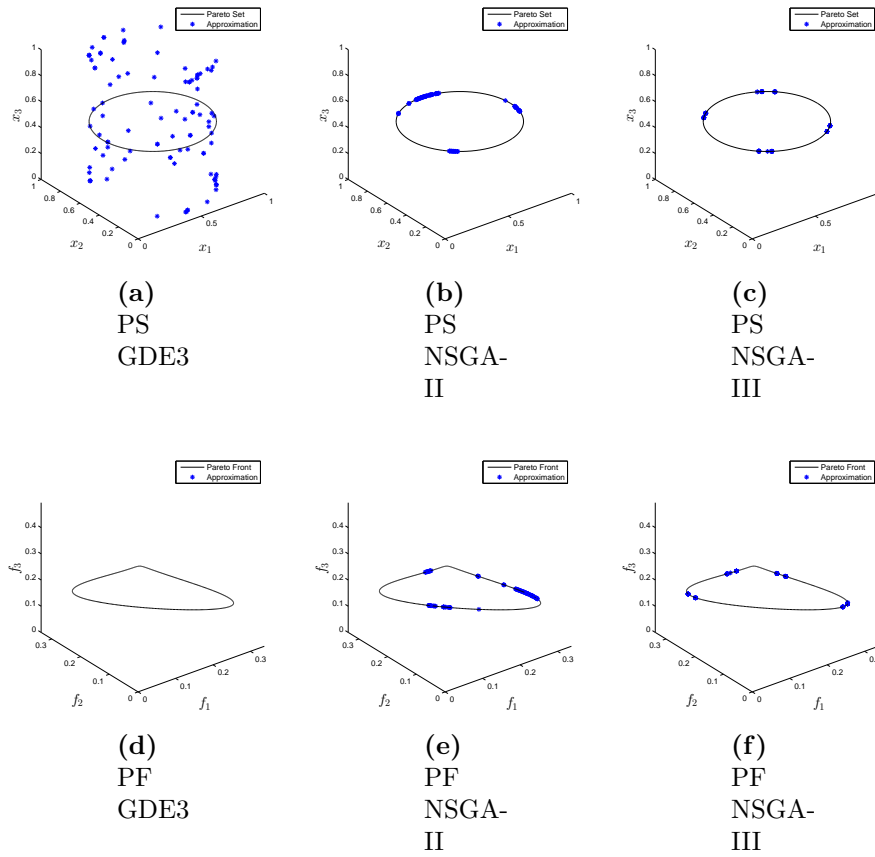 Pareto Set
Approximation
1
0.8
0.6
0.4
0.2
0
x3
1
0.8
0.6
0.4
0.2
0
x2
0
0.5
1
x1
(a)
PS
GDE3
Pareto Set
Approximation
1
0.8
0.6
0.4
0.2
0
x3
1
0.8
0.6
0.4
0.2
0
x2
0
0.5
1
x1
(b)
PS
NSGA-
II
Pareto Set
Approximation
1
0.8
0.6
0.4
0.2
0
x3
1
0.8
0.6
0.4
0.2
0
x2
0
0.5
1
x1
(c)
PS
NSGA-
III
Pareto Front
Approximation
0.4
0.3
0.2
0.1
0
f3
0.3
0.2
0.1
0
f2
0
0.1
0.2
0.3
f1
(d)
PF
GDE3
Pareto Front
Approximation
0.4
0.3
0.2
0.1
0
f3
0.3
0.2
0.1
0
f2
0
0.1
0.2
0.3
f1
(e)
PF
NSGA-
II
Pareto Front
Approximation
0.4
0.3
0.2
0.1
0
f3
0.3
0.2
0.1
0
f2
0
0.1
0.2
0.3
f1
(f)
PF
NSGA-
III